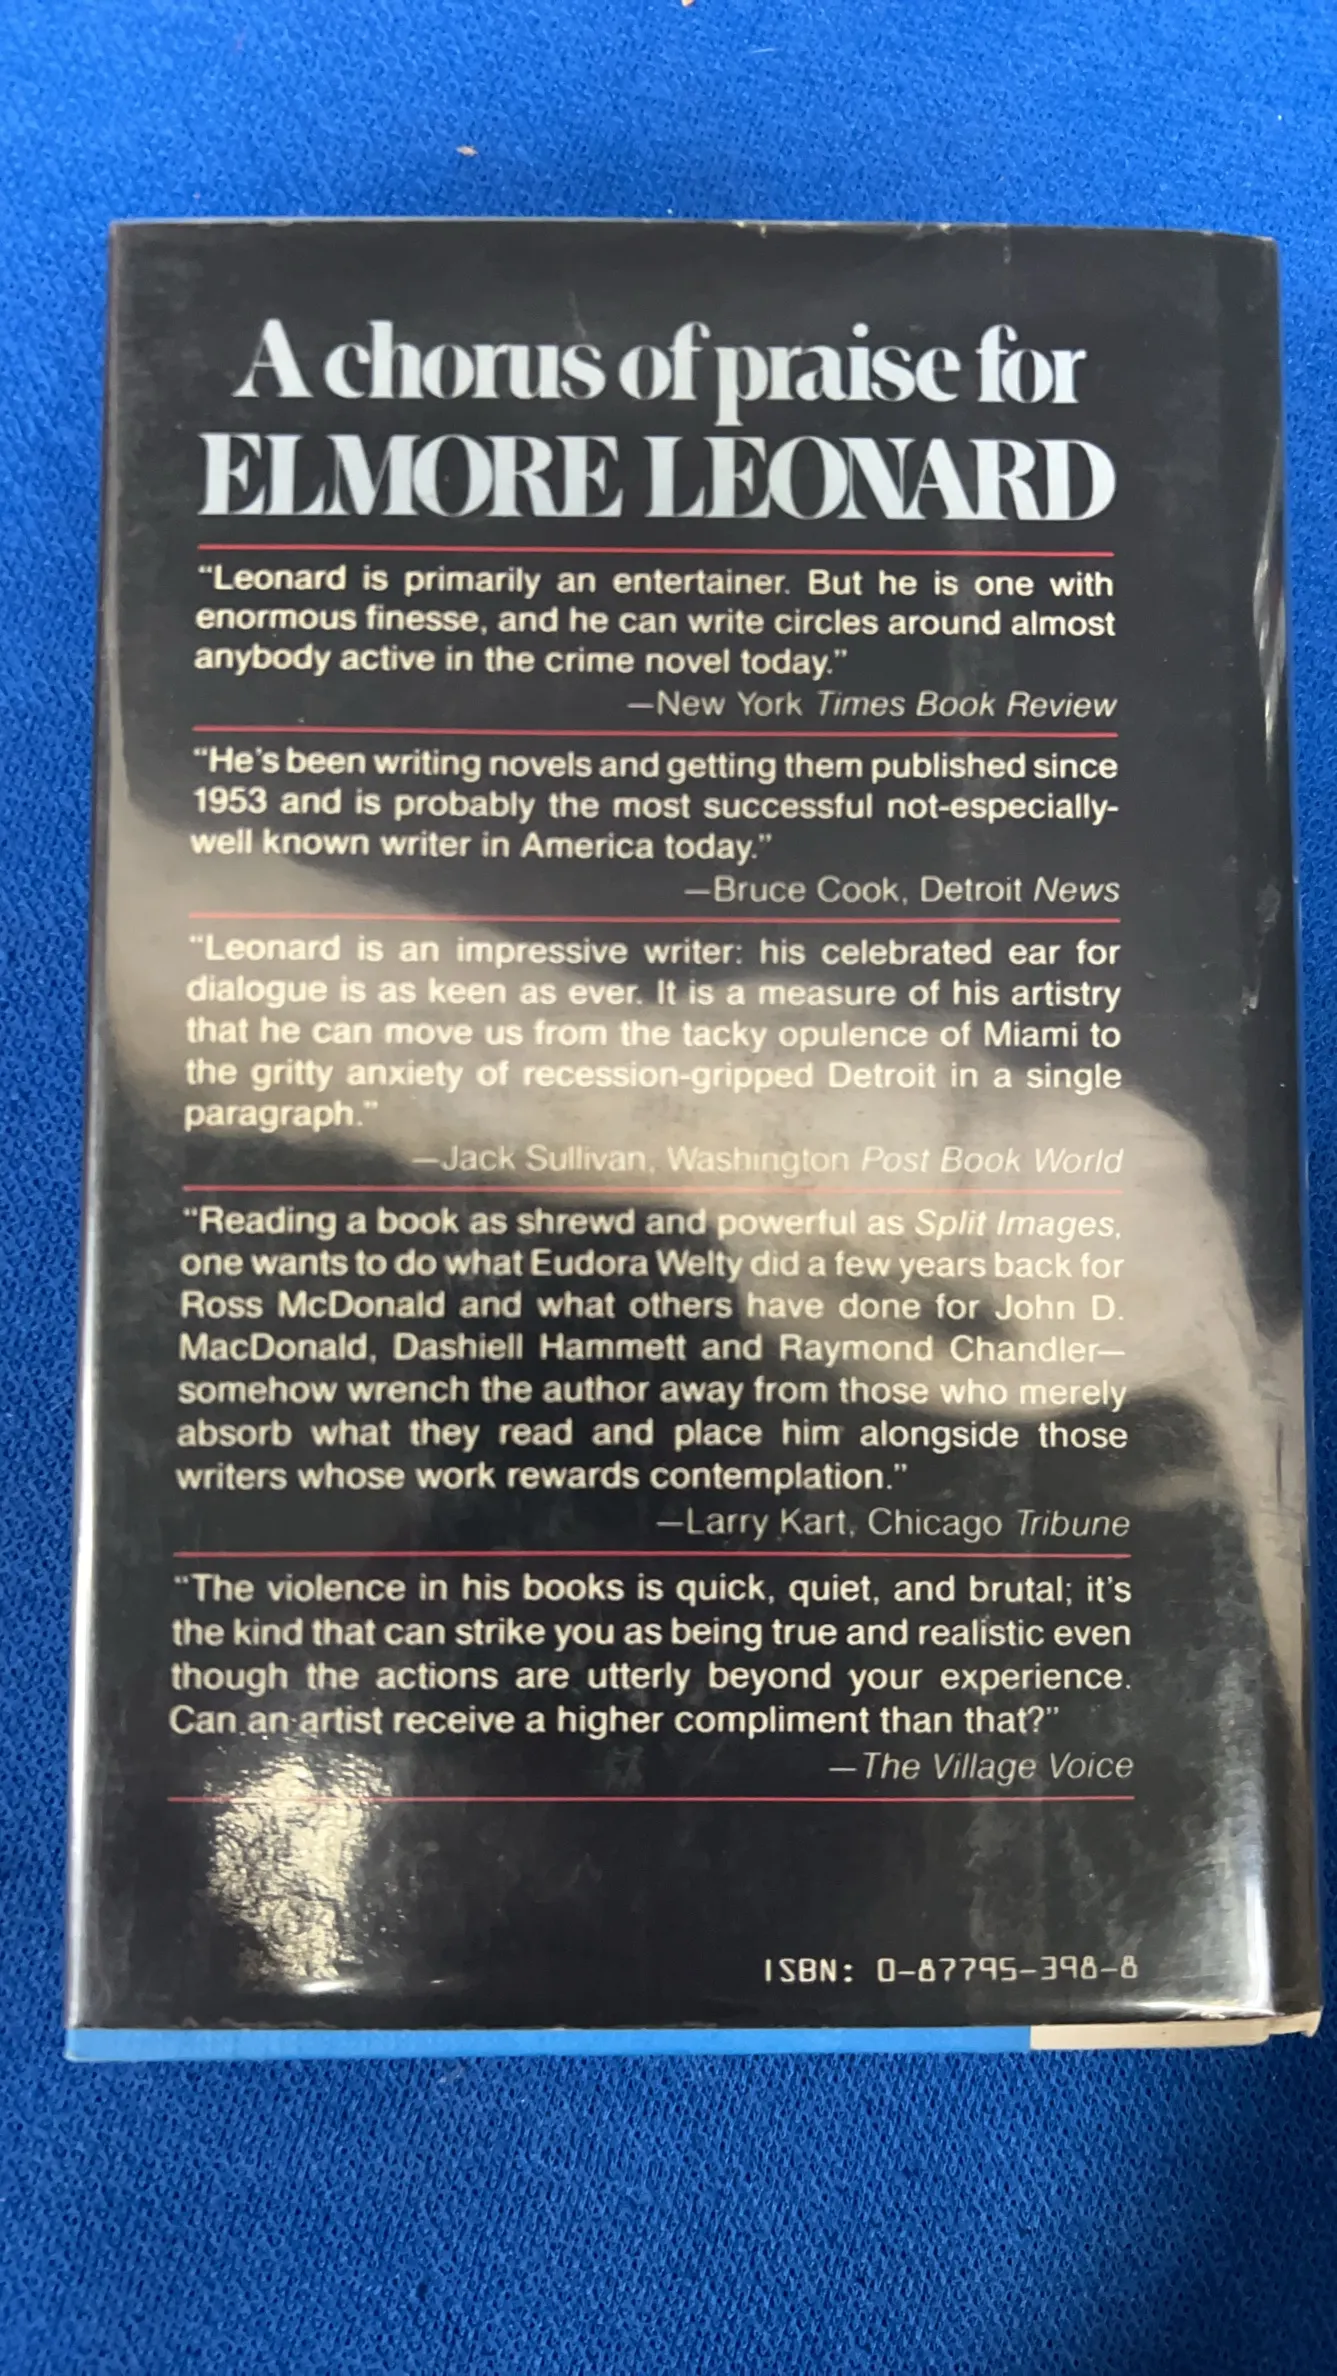 A chorus of praise for
ELMORE LEONARD
“Leonard is primarily an entertainer. But he is one with
enormous finesse, and he can write circles around almost
anybody active in the crime novel today.”
—New York Times Book Review
“He’s been writing novels and getting them published since
1953 and is probably the most successful not-especially-
well known writer in America today.”
—Bruce Cook, Detroit News
“Leonard is an impressive writer: his celebrated ear for
dialogue is as keen as ever. It is a measure of his artistry
that he can move us from the tacky opulence of Miami to
the gritty anxiety of recession-gripped Detroit in a single
paragraph.”
—Jack Sullivan, Washington Post Book World
“Reading a book as shrewd and powerful as Split Images,
one wants to do what Eudora Welty did a few years back for
Ross McDonald and what others have done for John D.
MacDonald, Dashiell Hammett and Raymond Chandler—
somehow wrench the author away from those who merely
absorb what they read and place him alongside those
writers whose work rewards contemplation.”
—Larry Kart, Chicago Tribune
“The violence in his books is quick, quiet, and brutal; it’s
the kind that can strike you as being true and realistic even
though the actions are utterly beyond your experience.
Can an artist receive a higher compliment than that?”
—The Village Voice
ISBN: 0-87795-398-8